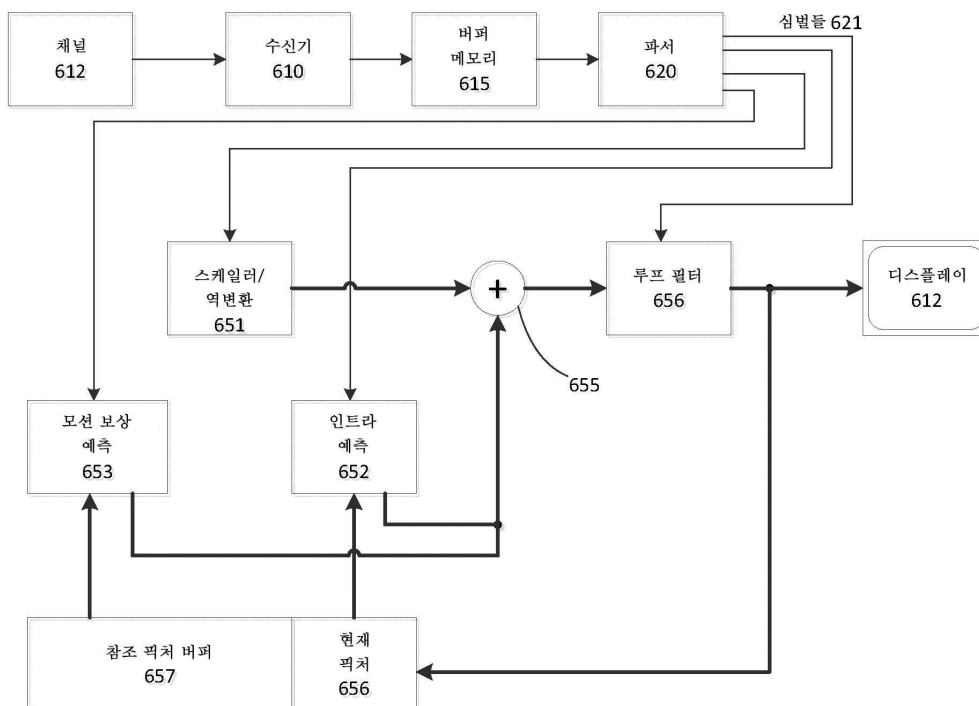 심벌들 621
채널
612
수신기
610
버퍼
메모리
615
파서
620
스케일러/
역변환
651
+
655
루프 필터
656
디스플레이
612
모션 보상
예측
653
인트라
예측
652
참조 픽처 버퍼
657
현재
픽처
656